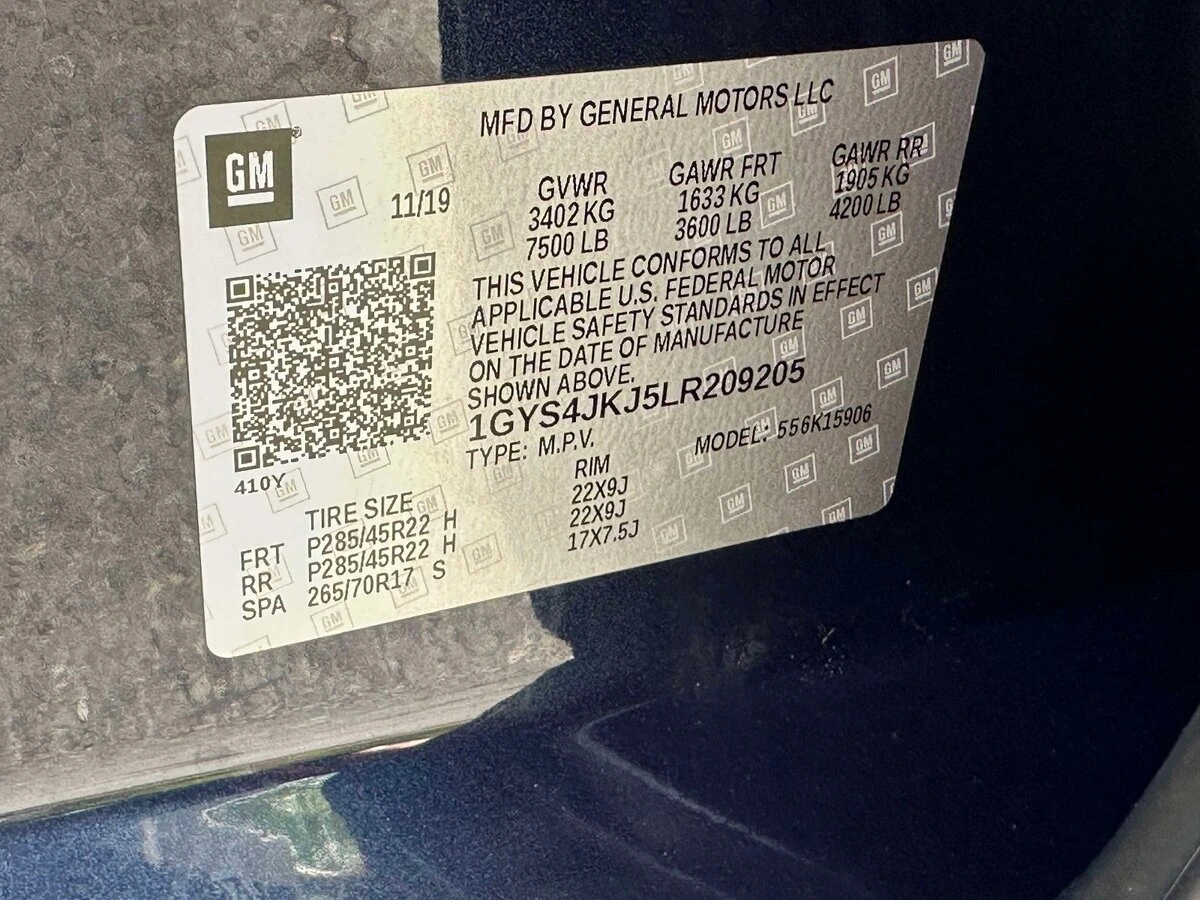 GM
MFD BY GENERAL MOTORS LLC
11/19
GVWR GAWR FRT GAWR RR
3402 KG 1633 KG 1905 KG
7500 LB 3600 LB 4200 LB
THIS VEHICLE CONFORMS TO ALL
APPLICABLE U.S. FEDERAL MOTOR
VEHICLE SAFETY STANDARDS IN EFFECT
ON THE DATE OF MANUFACTURE
SHOWN ABOVE.
1GYS4JKJ5LR209205
TYPE: M.P.V. MODEL: 556K15906
410Y
TIRE SIZE RIM
FRT P285/45R22 H 22X9J
RR P285/45R22 H 22X9J
SPA 265/70R17 S 17X7.5J